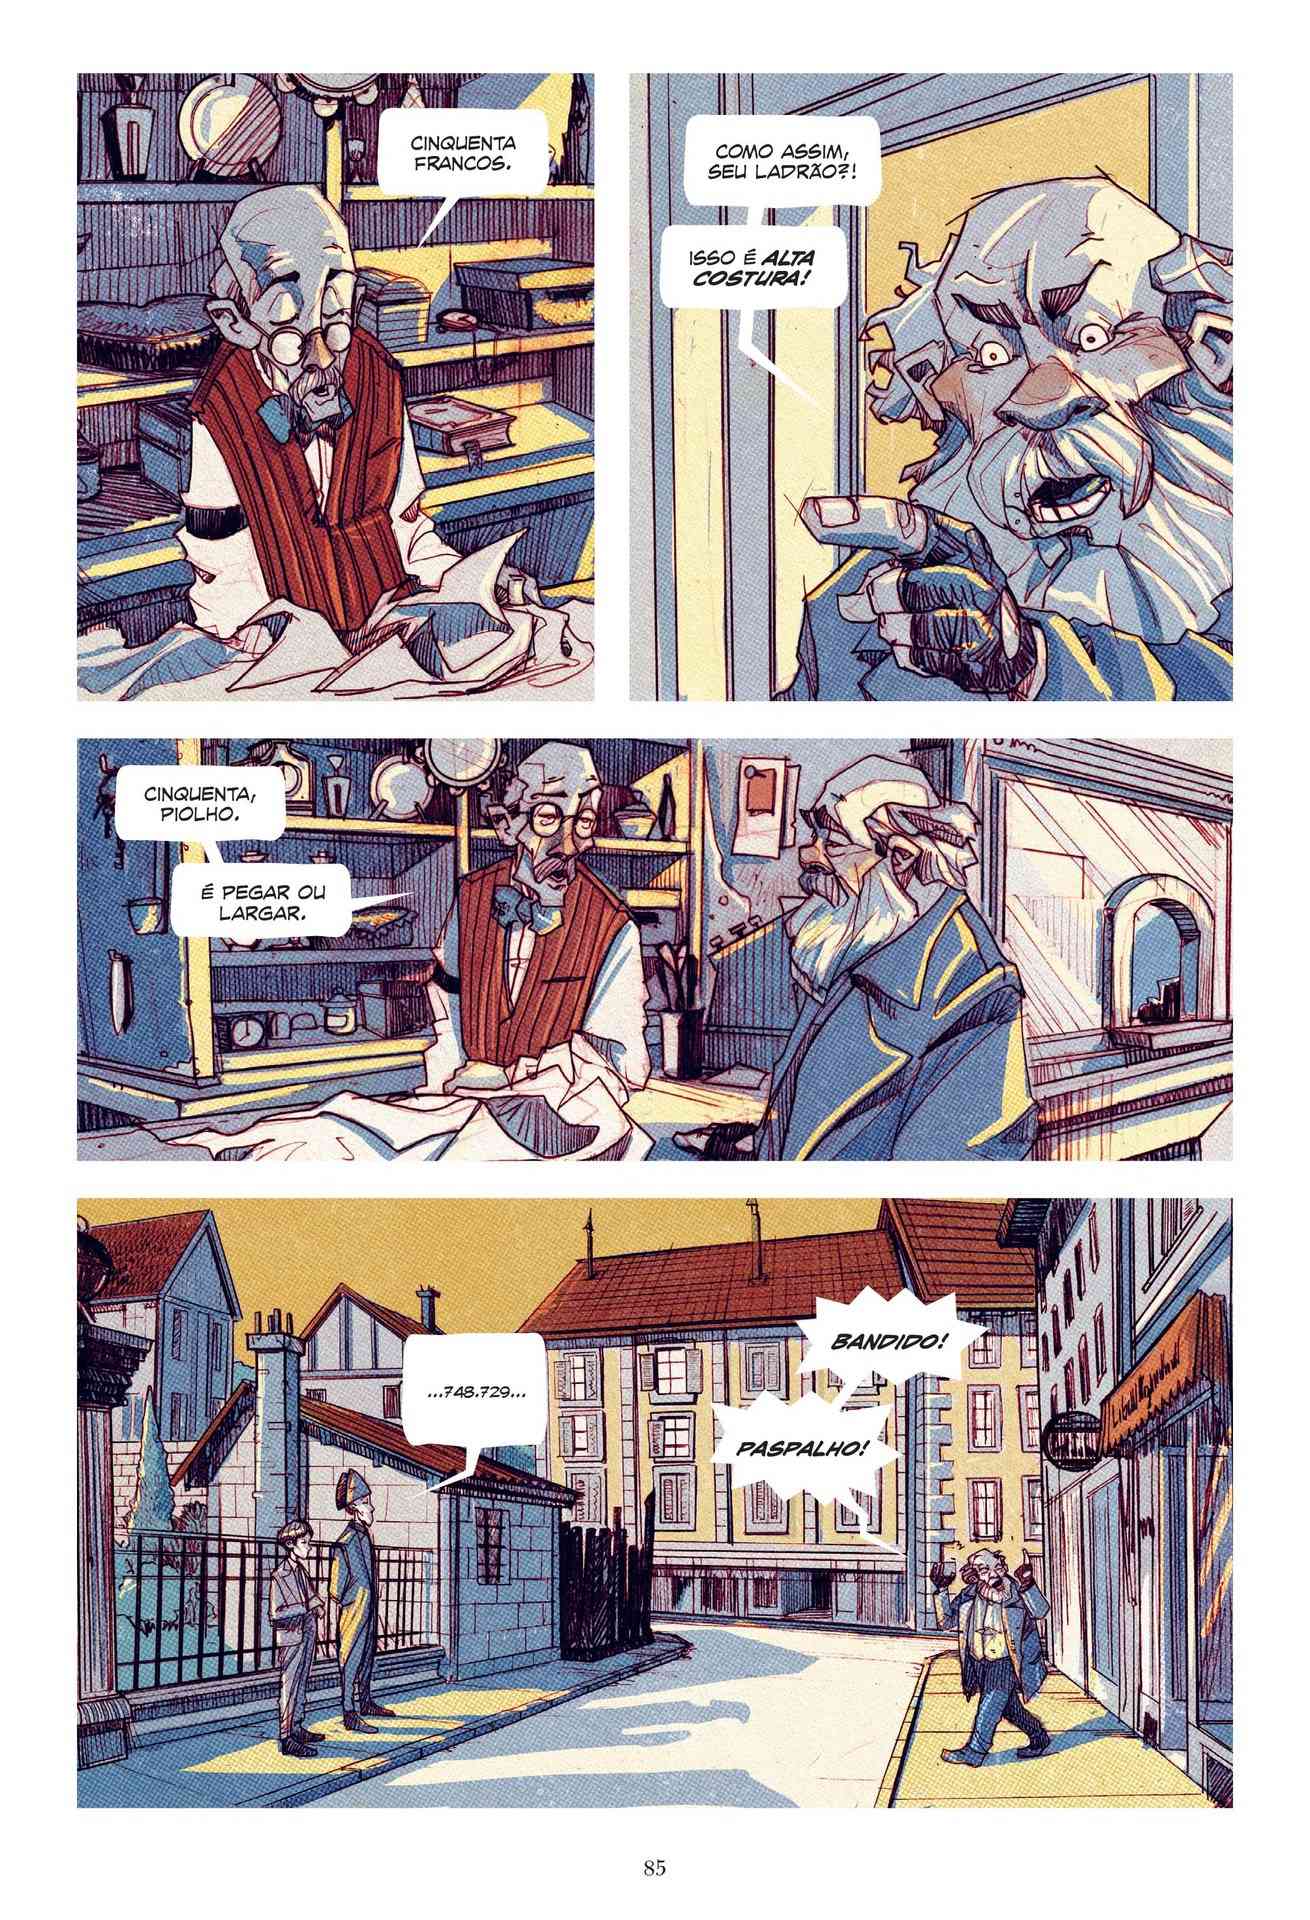 CINQUENTA
FRANCOS.
COMO ASSIM,
SEU LADRÃO?!
ISSO É ALTA
COSTURA!
CINQUENTA,
PIOLHO.
É PEGAR OU
LARGAR.
BANDIDO!
...748.729...
PASPALHO!
85